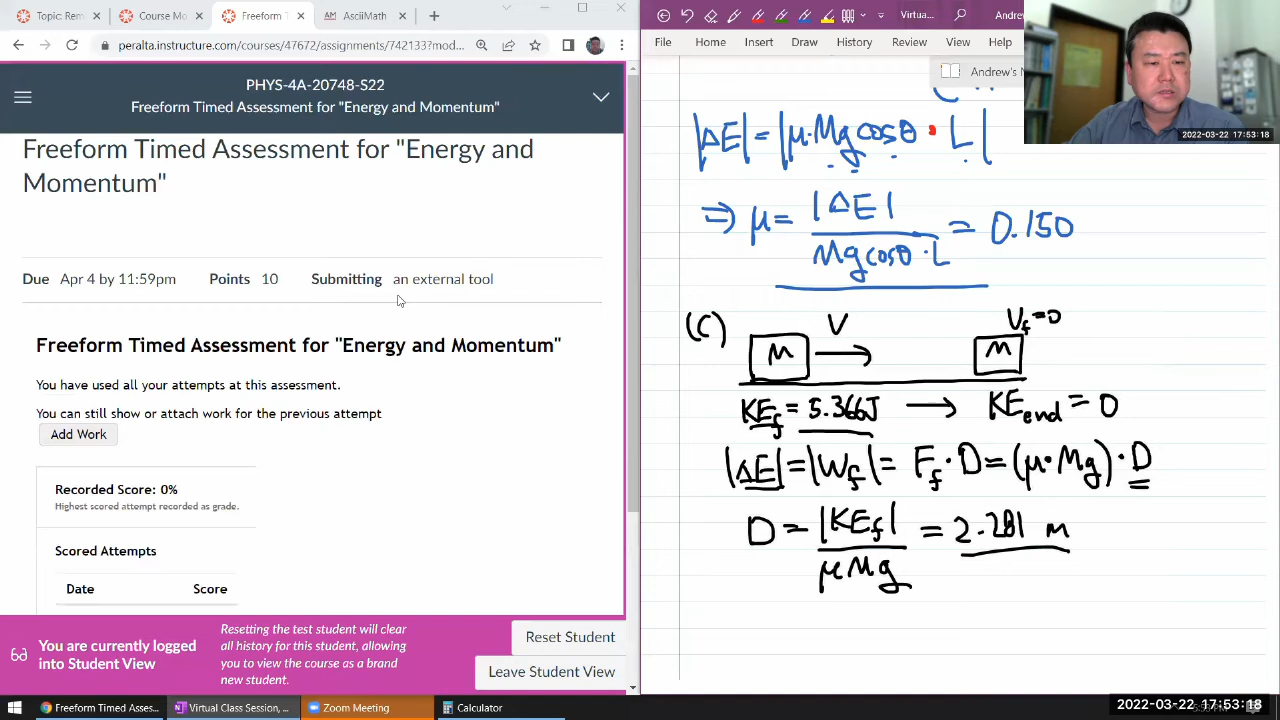 Topic Rem
Course Mo
Freeform T
AsciiMath
peralta.instructure.com/courses/47672/assignments/742133?mod...
PHYS-4A-20748-S22
Freeform Timed Assessment for "Energy and Momentum"
Freeform Timed Assessment for "Energy and
Momentum"
Due Apr 4 by 11:59pm Points 10 Submitting an external tool
Freeform Timed Assessment for "Energy and Momentum"
You have used all your attempts at this assessment.
You can still show or attach work for the previous attempt
Add Work
Recorded Score: 0%
Highest scored attempt recorded as grade.
Scored Attempts
Date Score
You are currently logged
into Student View
Resetting the test student will clear
all history for this student, allowing
you to view the course as a brand
new student.
Reset Student
Leave Student View
Virtua...
Andrew
File Home Insert Draw History Review View Help
Andrew's N
|ΔE| = |μ·Mg cosθ · L|
⇒ μ = |ΔE| / Mg cosθ · L = 0.150
(C)
V
V_f = 0
M
M
KE_f = 5.366J → KE_end = 0
|ΔE| = |W_f| = F_f · D = (μ·Mg)·D
D = |KE_f| / μMg = 2.281 m
2022-03-22 17:53:18
Freeform Timed Asses...
Virtual Class Session, ...
Zoom Meeting
Calculator
2022-03-22 17:53:18